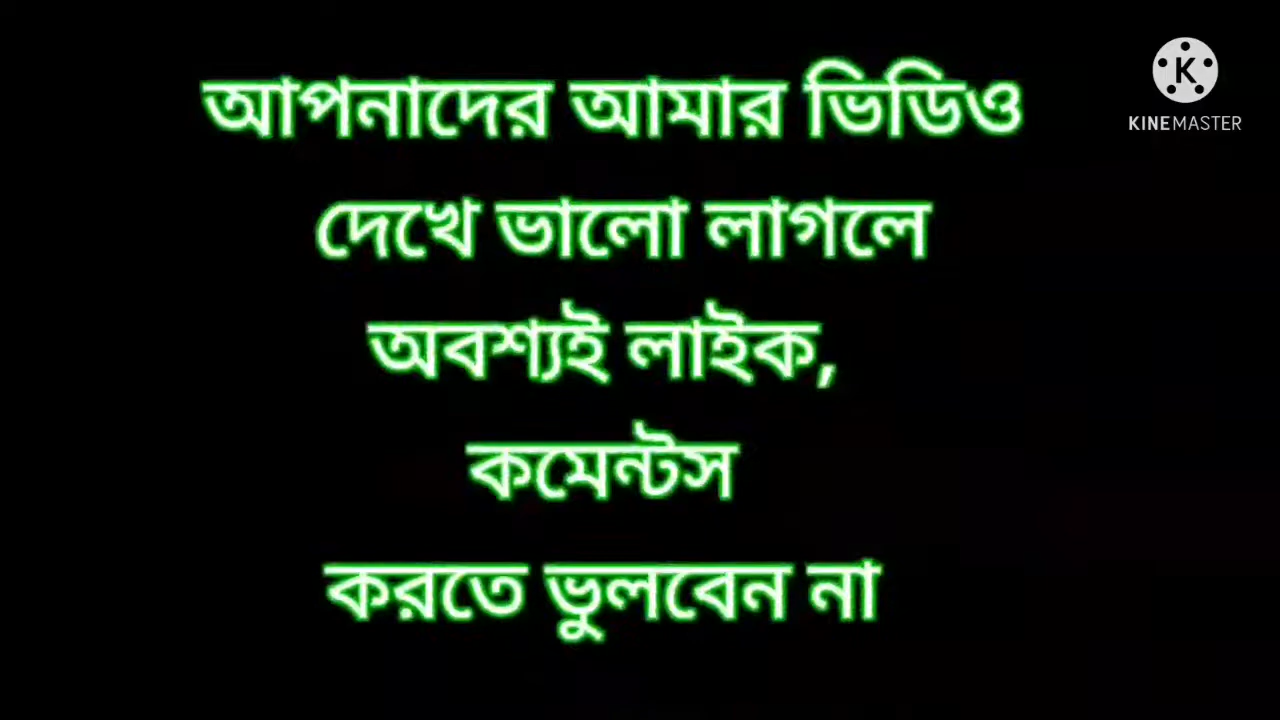 আপনাদের আমার ভিডিও
দেখে ভালো লাগলে
অবশ্যই লাইক,
কমেন্টস
করতে ভুলবেন না
K
KINEMASTER